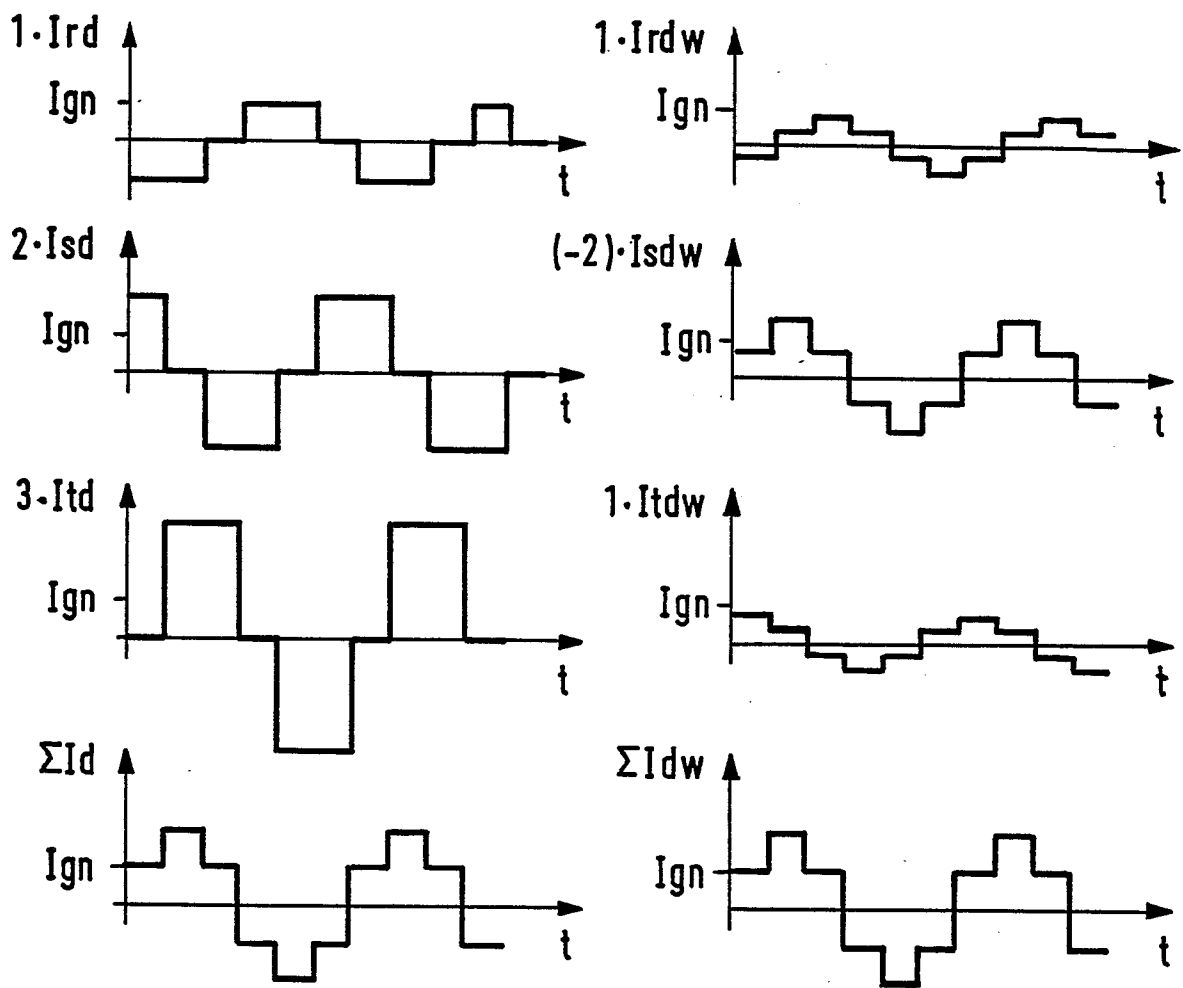 1·Ird
Ign
t
1·Irdw
Ign
t
2·Isd
Ign
t
(-2)·Isdw
Ign
t
3·Itd
Ign
t
1·Itdw
Ign
t
ΣId
Ign
t
ΣIdw
Ign
t